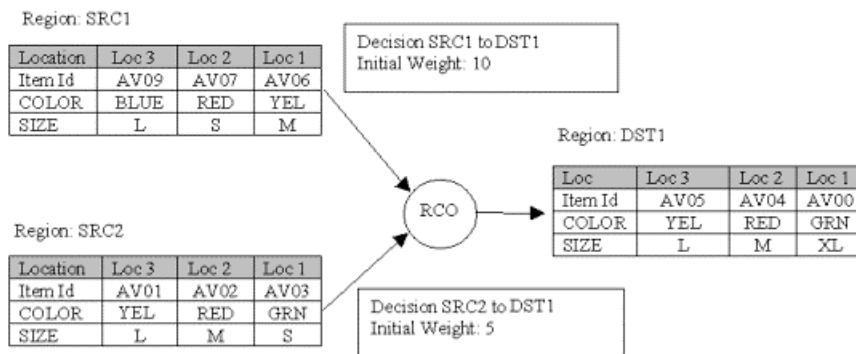 Region: SRC1
Location Loc 3 Loc 2 Loc 1
Item Id AV09 AV07 AV06
COLOR BLUE RED YEL
SIZE L S M
Decision SRC1 to DST1
Initial Weight: 10
Region: DST1
Loc Loc 3 Loc 2 Loc 1
Item Id AV05 AV04 AV00
COLOR YEL RED GRN
SIZE L M XL
RCO
Region: SRC2
Location Loc 3 Loc 2 Loc 1
Item Id AV01 AV02 AV03
COLOR YEL RED GRN
SIZE L M S
Decision SRC2 to DST1
Initial Weight: 5